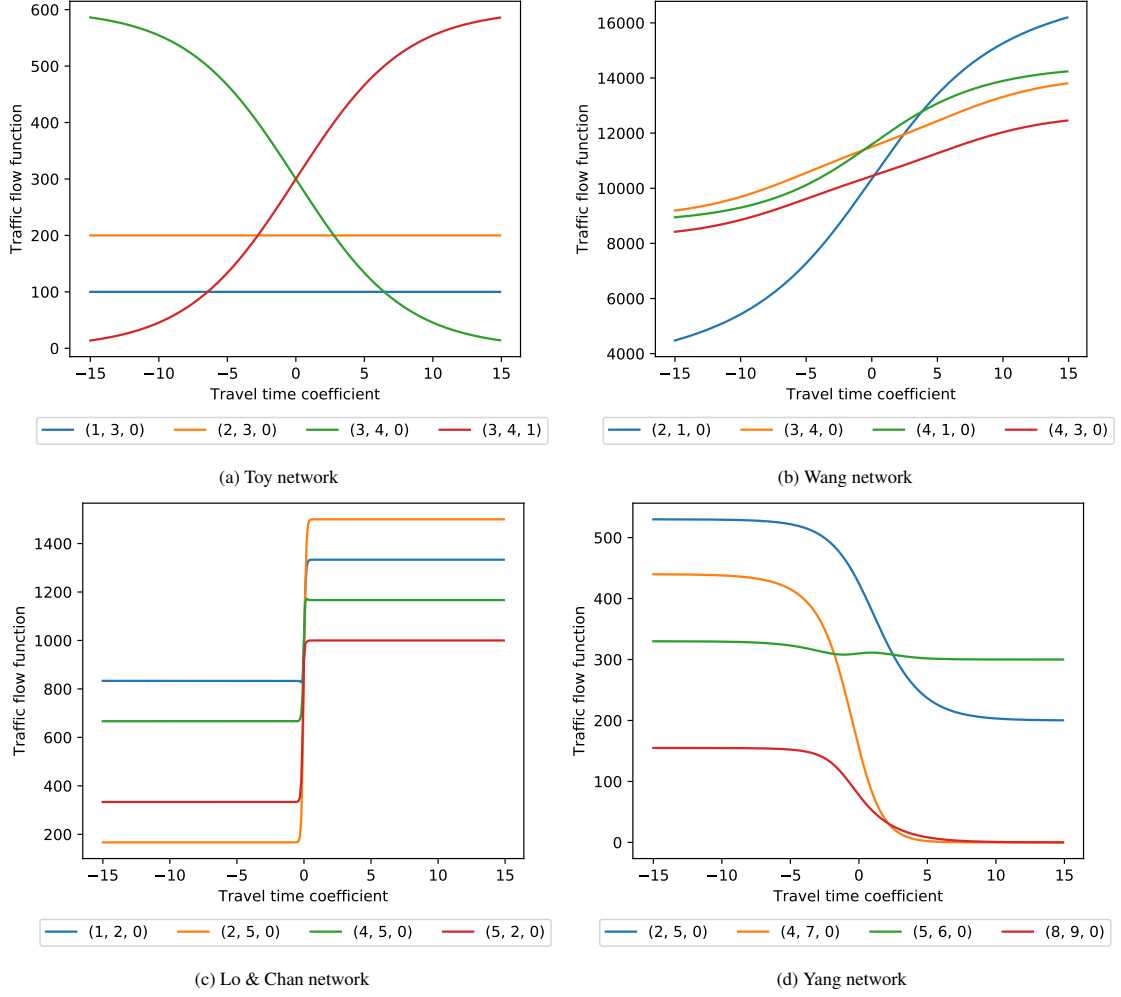 600
500
400
300
200
100
0
Traffic flow function
−15 −10 −5 0 5 10 15
Travel time coefficient
(1, 3, 0) (2, 3, 0) (3, 4, 0) (3, 4, 1)
(a) Toy network
16000
14000
12000
10000
8000
6000
4000
Traffic flow function
−15 −10 −5 0 5 10 15
Travel time coefficient
(2, 1, 0) (3, 4, 0) (4, 1, 0) (4, 3, 0)
(b) Wang network
1400
1200
1000
800
600
400
200
Traffic flow function
−15 −10 −5 0 5 10 15
Travel time coefficient
(1, 2, 0) (2, 5, 0) (4, 5, 0) (5, 2, 0)
(c) Lo & Chan network
500
400
300
200
100
0
Traffic flow function
−15 −10 −5 0 5 10 15
Travel time coefficient
(2, 5, 0) (4, 7, 0) (5, 6, 0) (8, 9, 0)
(d) Yang network